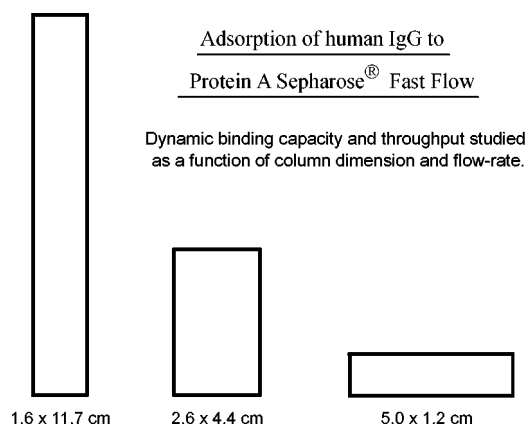 Adsorption of human IgG to
Protein A Sepharose® Fast Flow
Dynamic binding capacity and throughput studied
as a function of column dimension and flow-rate.
1,6 x 11,7 cm
2,6 x 4,4 cm
5,0 x 1,2 cm